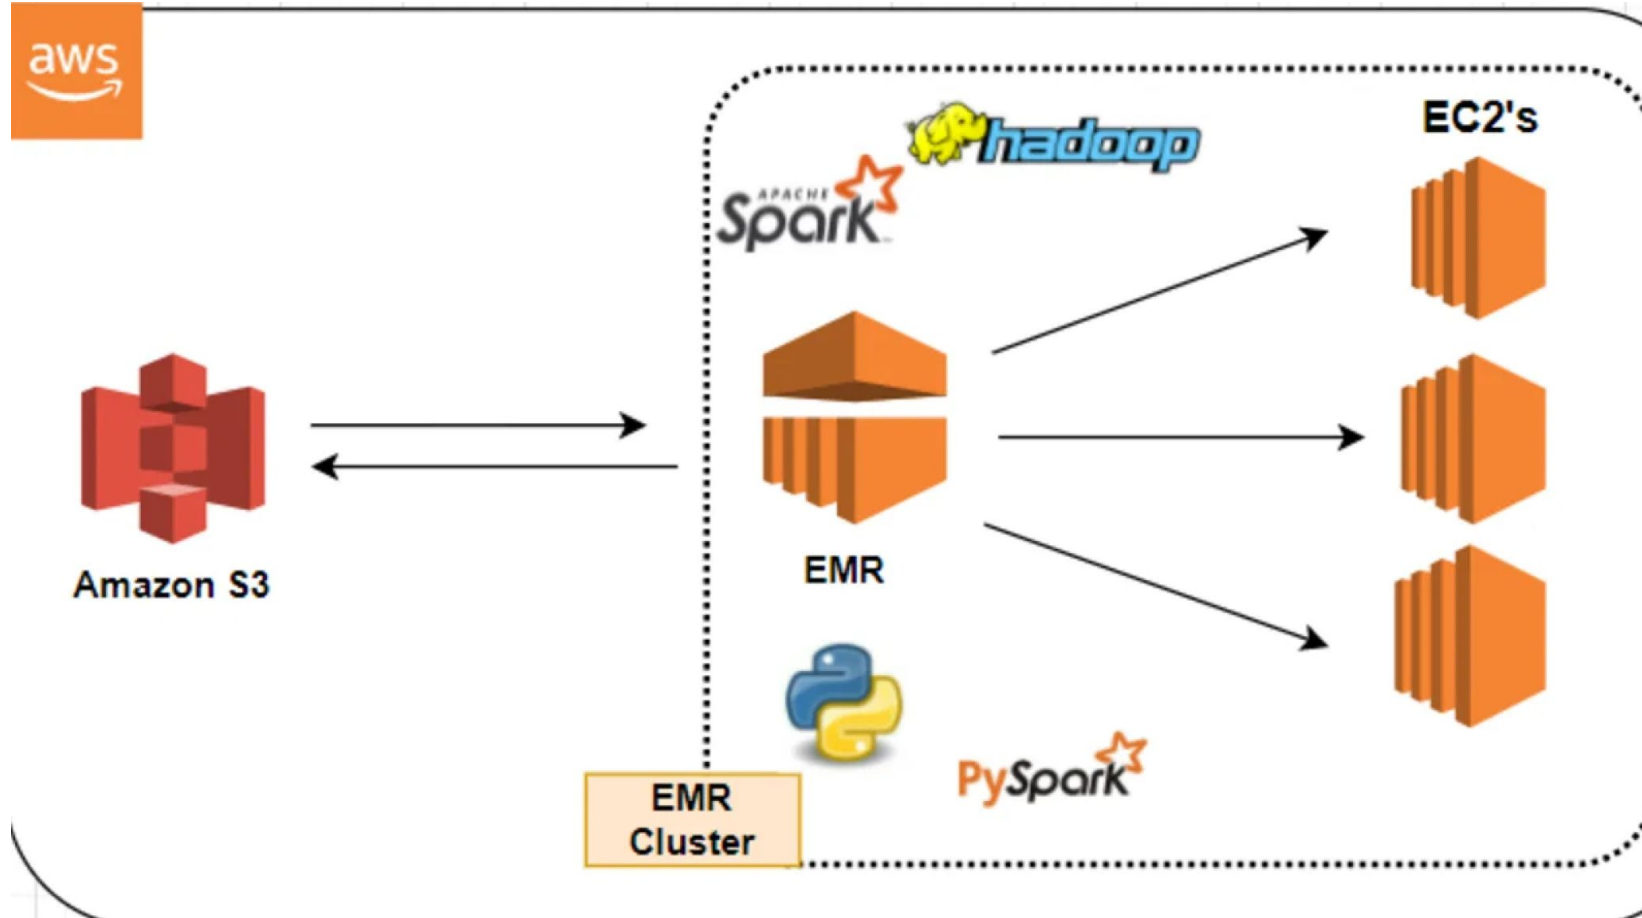 aws
hadoop
EC2's
APACHE
Spark
Amazon S3
EMR
PySpark
EMR
Cluster